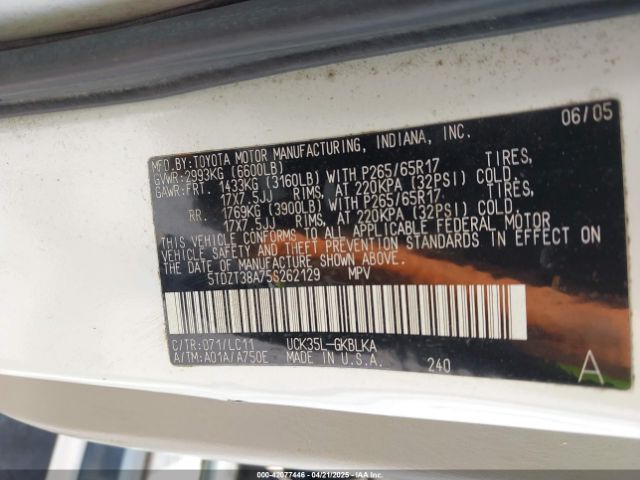 06/05
MFD.BY:TOYOTA MOTOR MANUFACTURING, INDIANA, INC.
GVWR:2993KG (6600LB)
GAWR:FRT. 1433KG (3160LB) WITH P265/65R17 TIRES,
17X7.5JJ RIMS, AT 220KPA (32PSI) COLD.
RR. 1769KG (3900LB) WITH P265/65R17 TIRES,
17X7.5JJ RIMS, AT 220KPA (32PSI) COLD.
THIS VEHICLE CONFORMS TO ALL APPLICABLE FEDERAL MOTOR
VEHICLE SAFETY AND THEFT PREVENTION STANDARDS IN EFFECT ON
THE DATE OF MANUFACTURE SHOWN ABOVE.
5TDZT38A75S262129 MPV
C/TR:071/LC11 UCK35L-GKBLKA
A/TM:A01A/A750E MADE IN U.S.A. 240 A
000-42077446 - 04/21/2025 - IAAI.COM